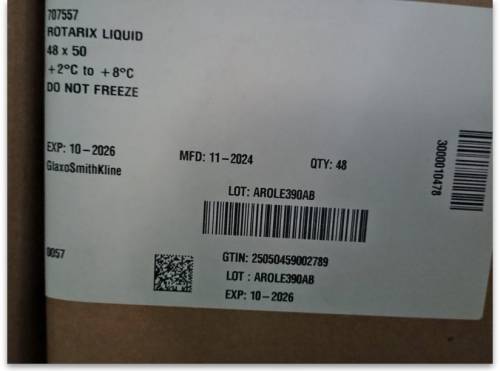 707557
ROTARIX LIQUID
48 x 50
+2°C to +8°C
DO NOT FREEZE
EXP: 10-2026
GlaxoSmithKline
MFD: 11-2024
QTY: 48
LOT: AROLE390AB
3000010478
0057
GTIN: 25050459002789
LOT : AROLE390AB
EXP: 10-2026